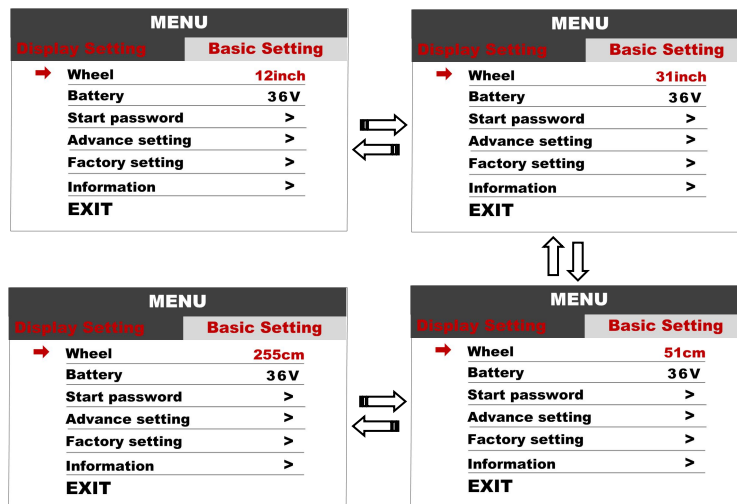 MENU
Display Setting Basic Setting
Wheel 12inch
Battery 36V
Start password >
Advance setting >
Factory setting >
Information >
EXIT
MENU
Display Setting Basic Setting
Wheel 31inch
Battery 36V
Start password >
Advance setting >
Factory setting >
Information >
EXIT
MENU
Display Setting Basic Setting
Wheel 255cm
Battery 36V
Start password >
Advance setting >
Factory setting >
Information >
EXIT
MENU
Display Setting Basic Setting
Wheel 51cm
Battery 36V
Start password >
Advance setting >
Factory setting >
Information >
EXIT